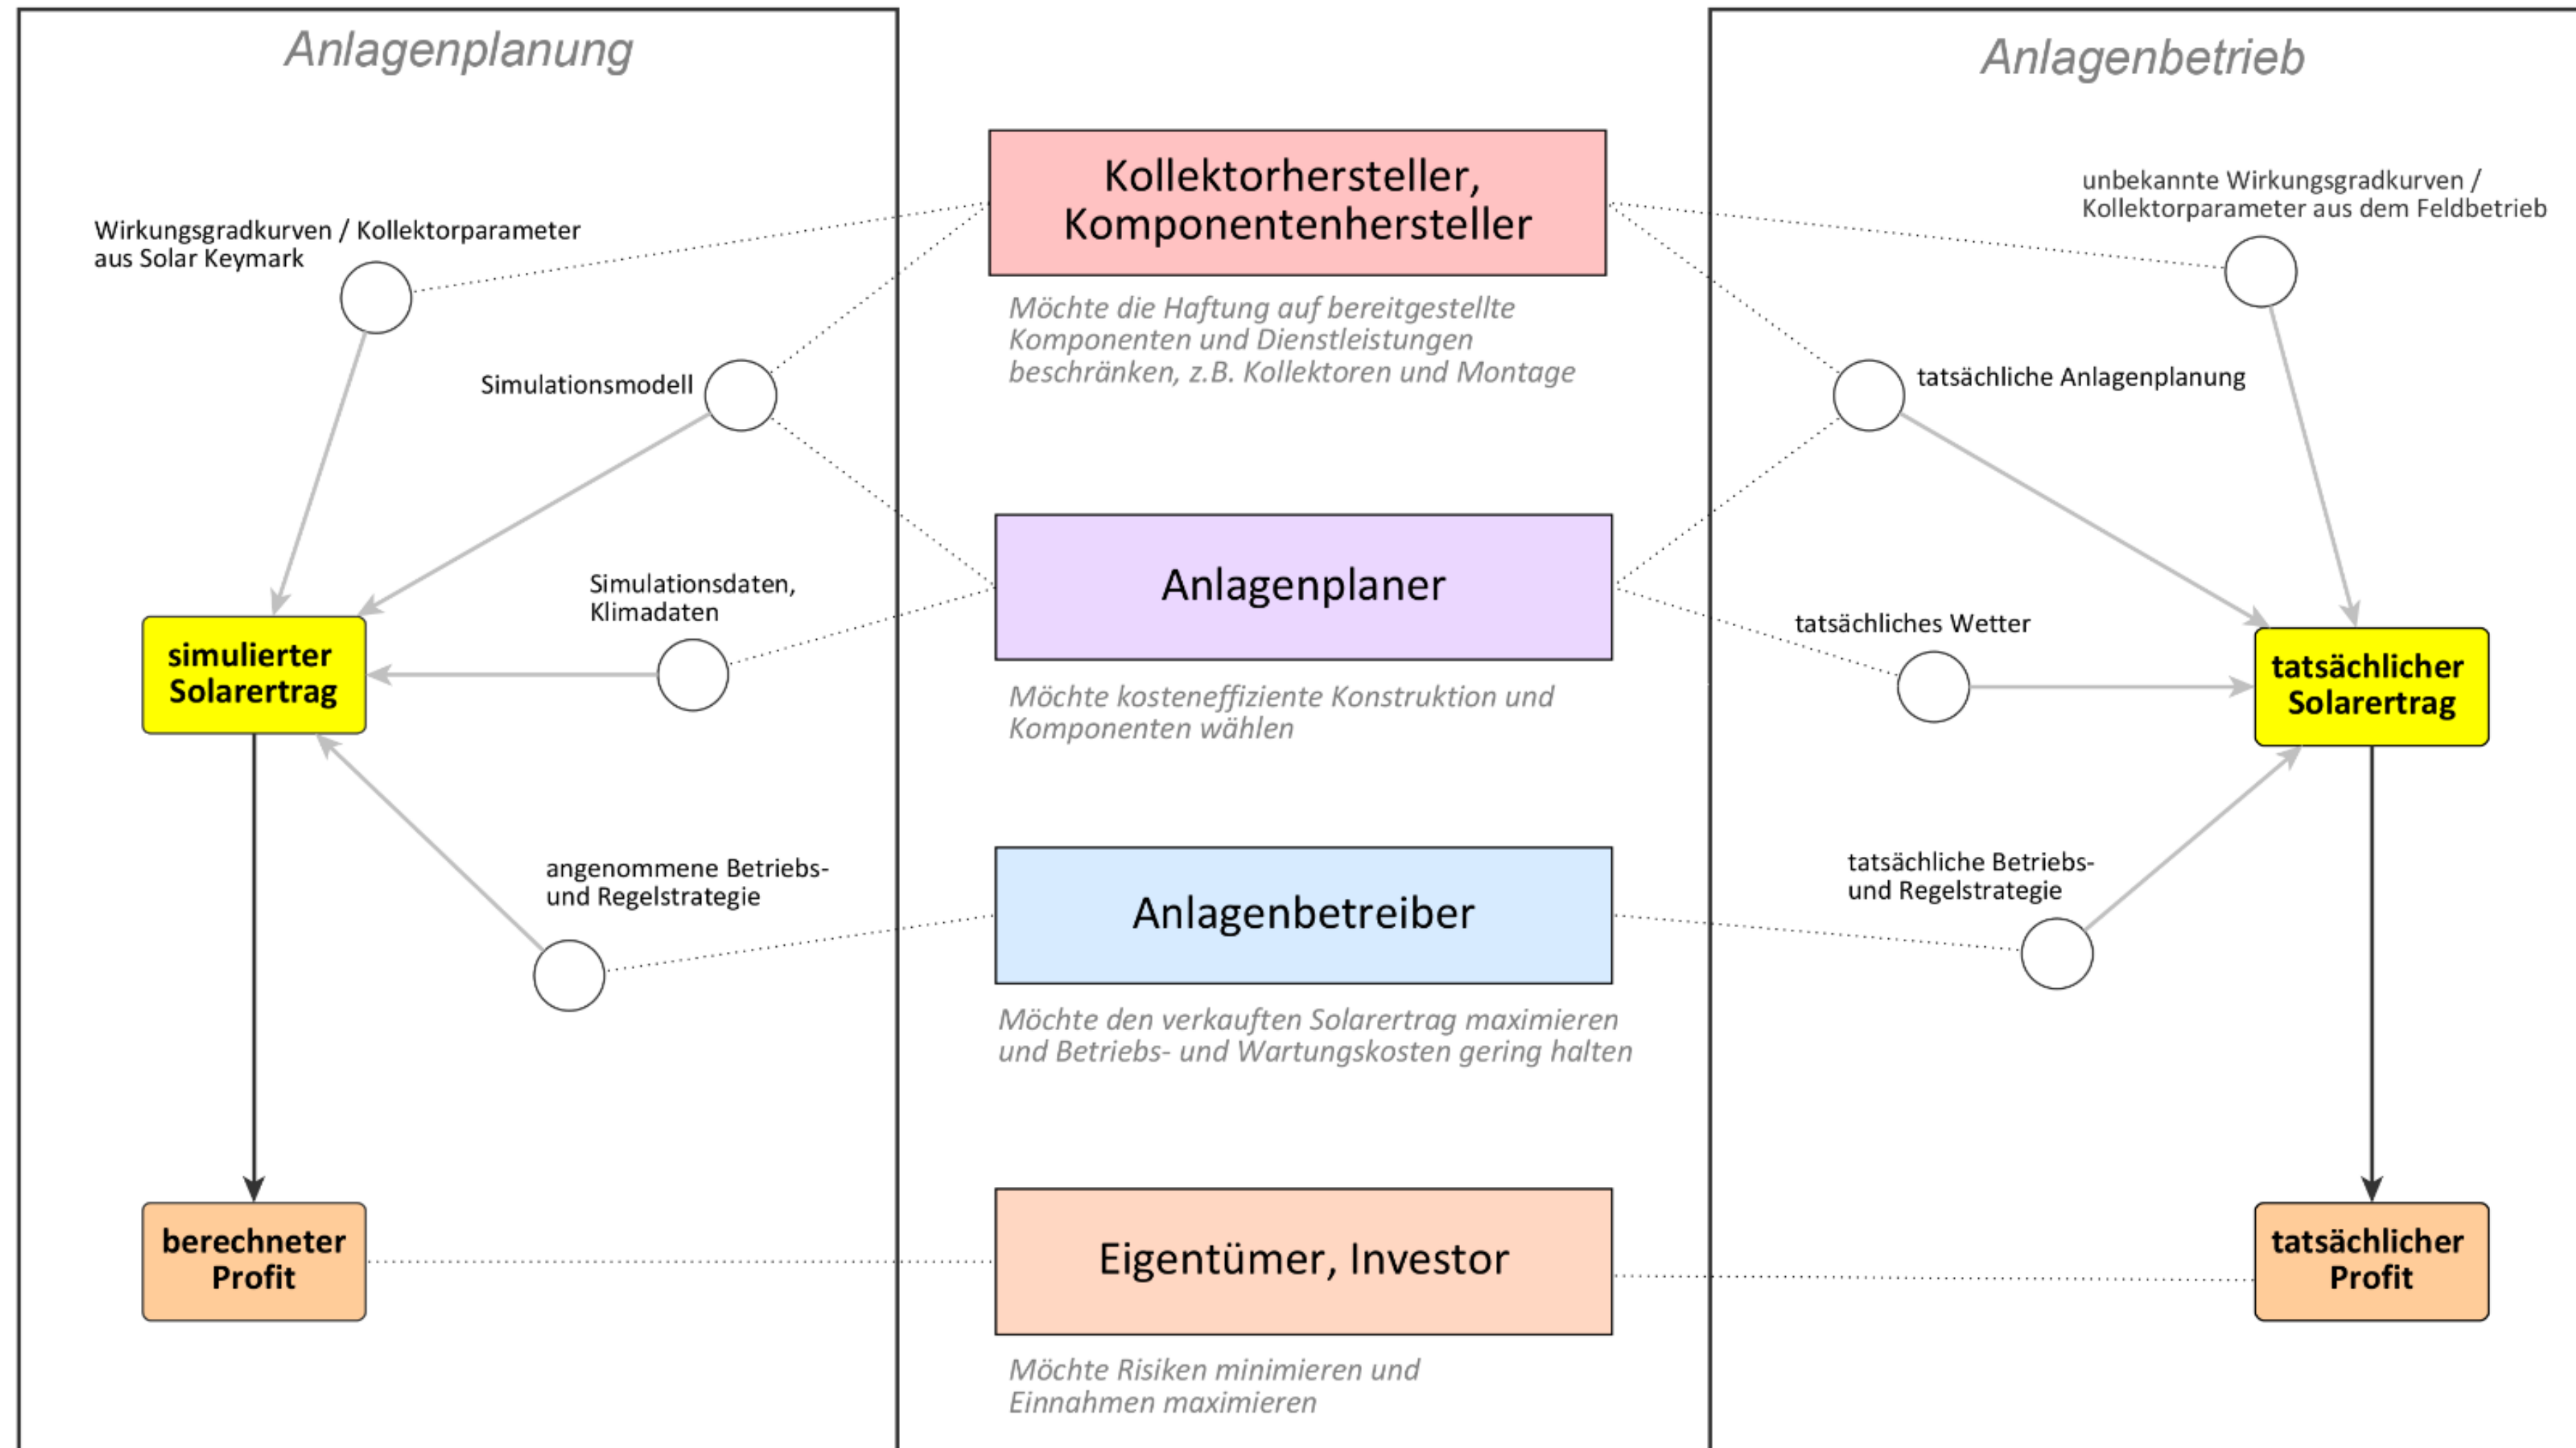 Anlagenplanung
Wirkungsgradkurven / Kollektorparameter
aus Solar Keymark
Simulationsmodell
Simulationsdaten,
Klimadaten
simulierter
Solarertrag
angenommene Betriebs-
und Regelstrategie
berechneter
Profit
Kollektorhersteller,
Komponentenhersteller
Möchte die Haftung auf bereitgestellte
Komponenten und Dienstleistungen
beschränken, z.B. Kollektoren und Montage
Anlagenplaner
Möchte kosteneffiziente Konstruktion und
Komponenten wählen
Anlagenbetreiber
Möchte den verkauften Solarertrag maximieren
und Betriebs- und Wartungskosten gering halten
Eigentümer, Investor
Möchte Risiken minimieren und
Einnahmen maximieren
Anlagenbetrieb
unbekannte Wirkungsgradkurven /
Kollektorparameter aus dem Feldbetrieb
tatsächliche Anlagenplanung
tatsächliches Wetter
tatsächlicher
Solarertrag
tatsächliche Betriebs-
und Regelstrategie
tatsächlicher
Profit